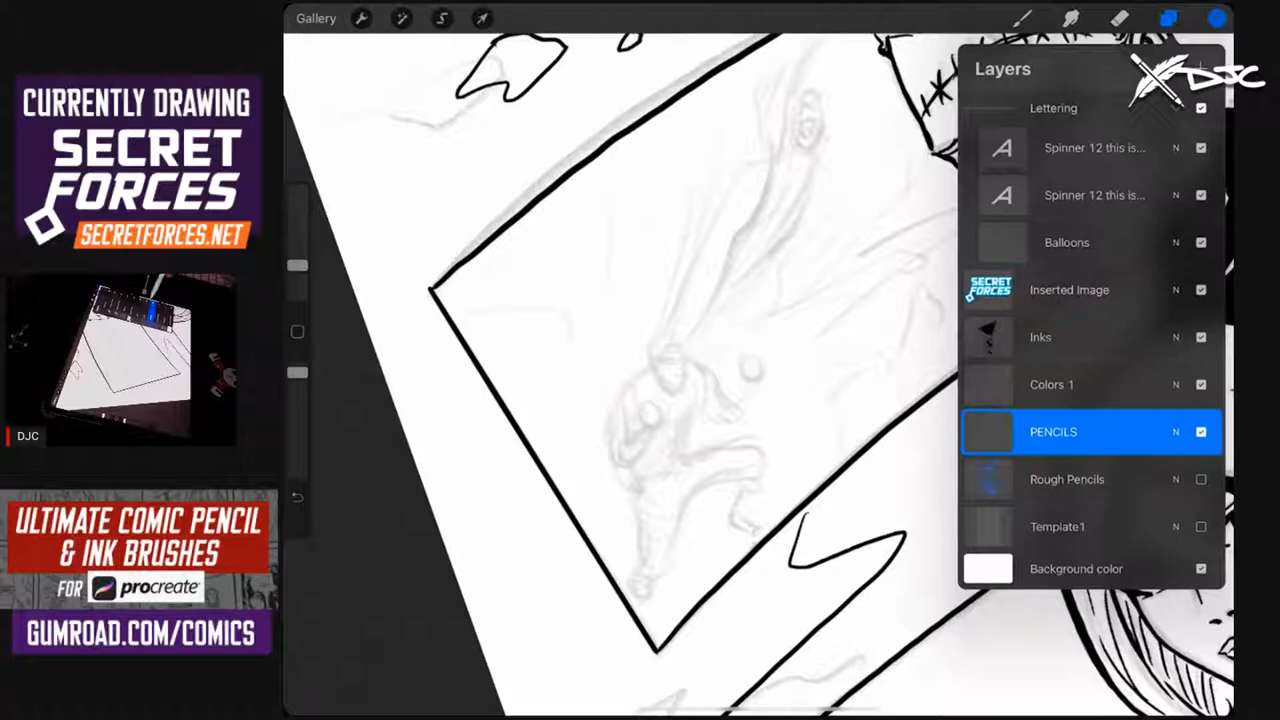 CURRENTLY DRAWING
SECRET
FORCES
SECRETFORCES.NET
DJC
ULTIMATE COMIC PENCIL
& INK BRUSHES
FOR procreate
GUMROAD.COM/COMICS
Gallery
S
Layers
DJC
Lettering
A Spinner 12 this is... N
A Spinner 12 this is... N
Balloons N
SECRET
FORCES
Inserted Image N
Inks N
Colors 1 N
PENCILS N
Rough Pencils N
Template1 N
Background color